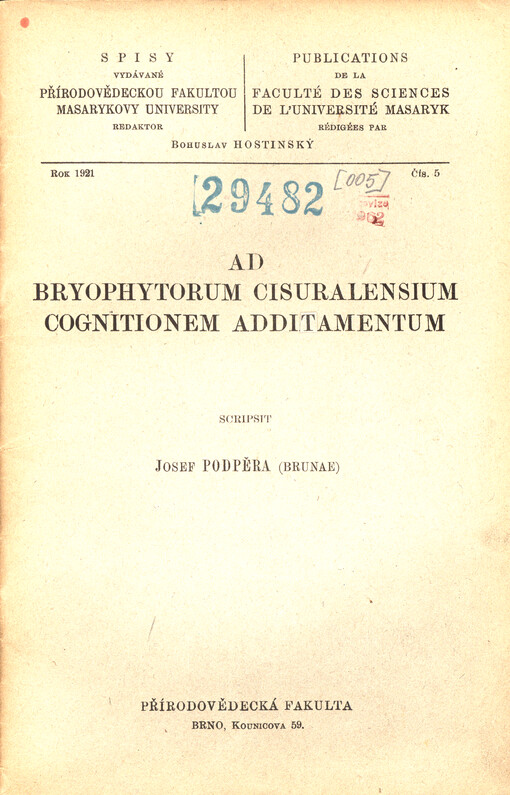 SPISY
VYDÁVANÉ
PŘÍRODOVĚDECKOU FAKULTOU
MASARYKOVY UNIVERSITY
REDAKTOR
PUBLICATIONS
DE LA
FACULTÉ DES SCIENCES
DE L'UNIVERSITÉ MASARYK
RÉDIGÉES PAR
BOHUSLAV HOSTINSKÝ
ROK 1921
ČÍS. 5
[29482
[005]
AD
BRYOPHYTORUM CISURALENSIUM
COGNITIONEM ADDITAMENTUM
SCRIPSIT
JOSEF PODPĚRA (BRUNAE)
PŘÍRODOVĚDECKÁ FAKULTA
BRNO, KOUNICOVA 59.